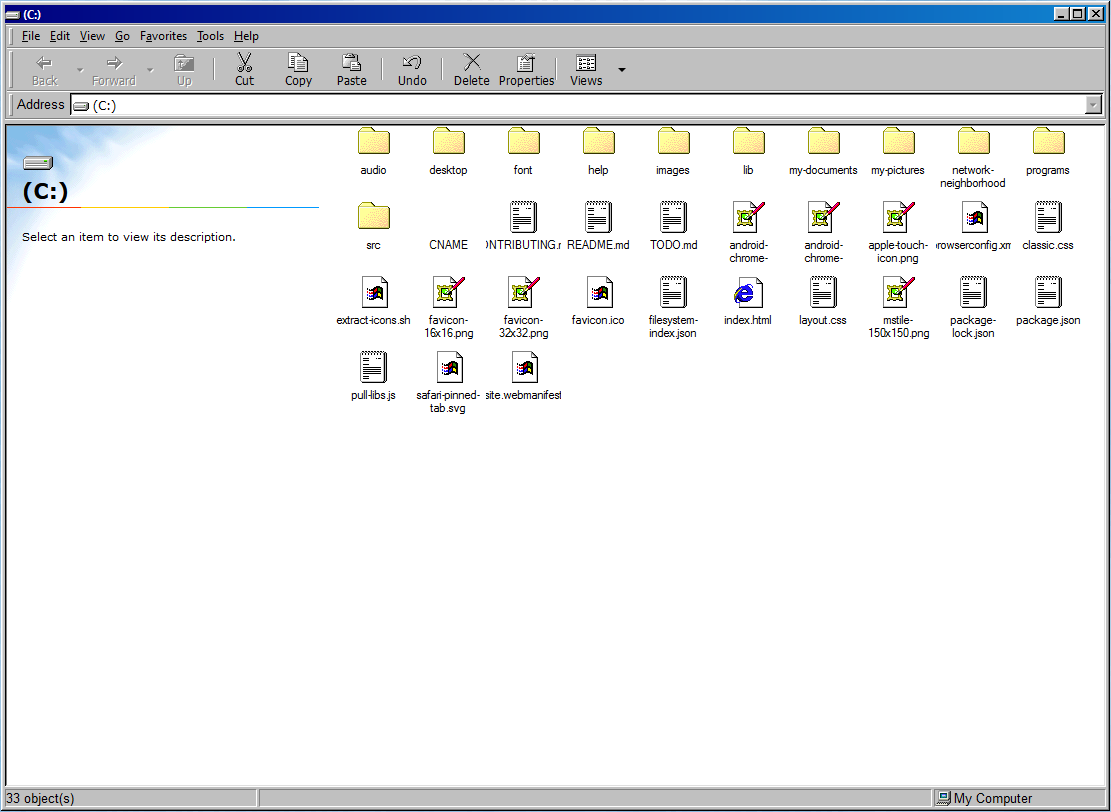 (C:)
File Edit View Go Favorites Tools Help
Back Forward Up Cut Copy Paste Undo Delete Properties Views
Address (C:)
(C:)
Select an item to view its description.
audio desktop font help images lib my-documents my-pictures network-neighborhood programs
src CNAME ONTRIBUTING.r README.md TODO.md android-chrome- android-chrome- apple-touch-icon.png rowserconfig.xm classic.css
extract-icons.sh favicon-16x16.png favicon-32x32.png favicon.ico filesystem-index.json index.html layout.css mstile-150x150.png package-lock.json package.json
pull-libs.js safari-pinned-tab.svg site.webmanifest
33 object(s) My Computer